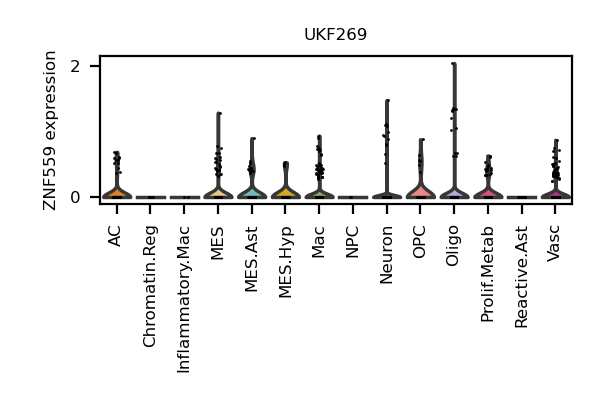 UKF269
ZNF559 expression
2
0
AC
Chromatin.Reg
Inflammatory.Mac
MES
MES.Ast
MES.Hyp
Mac
NPC
Neuron
OPC
Oligo
Prolif.Metab
Reactive.Ast
Vasc